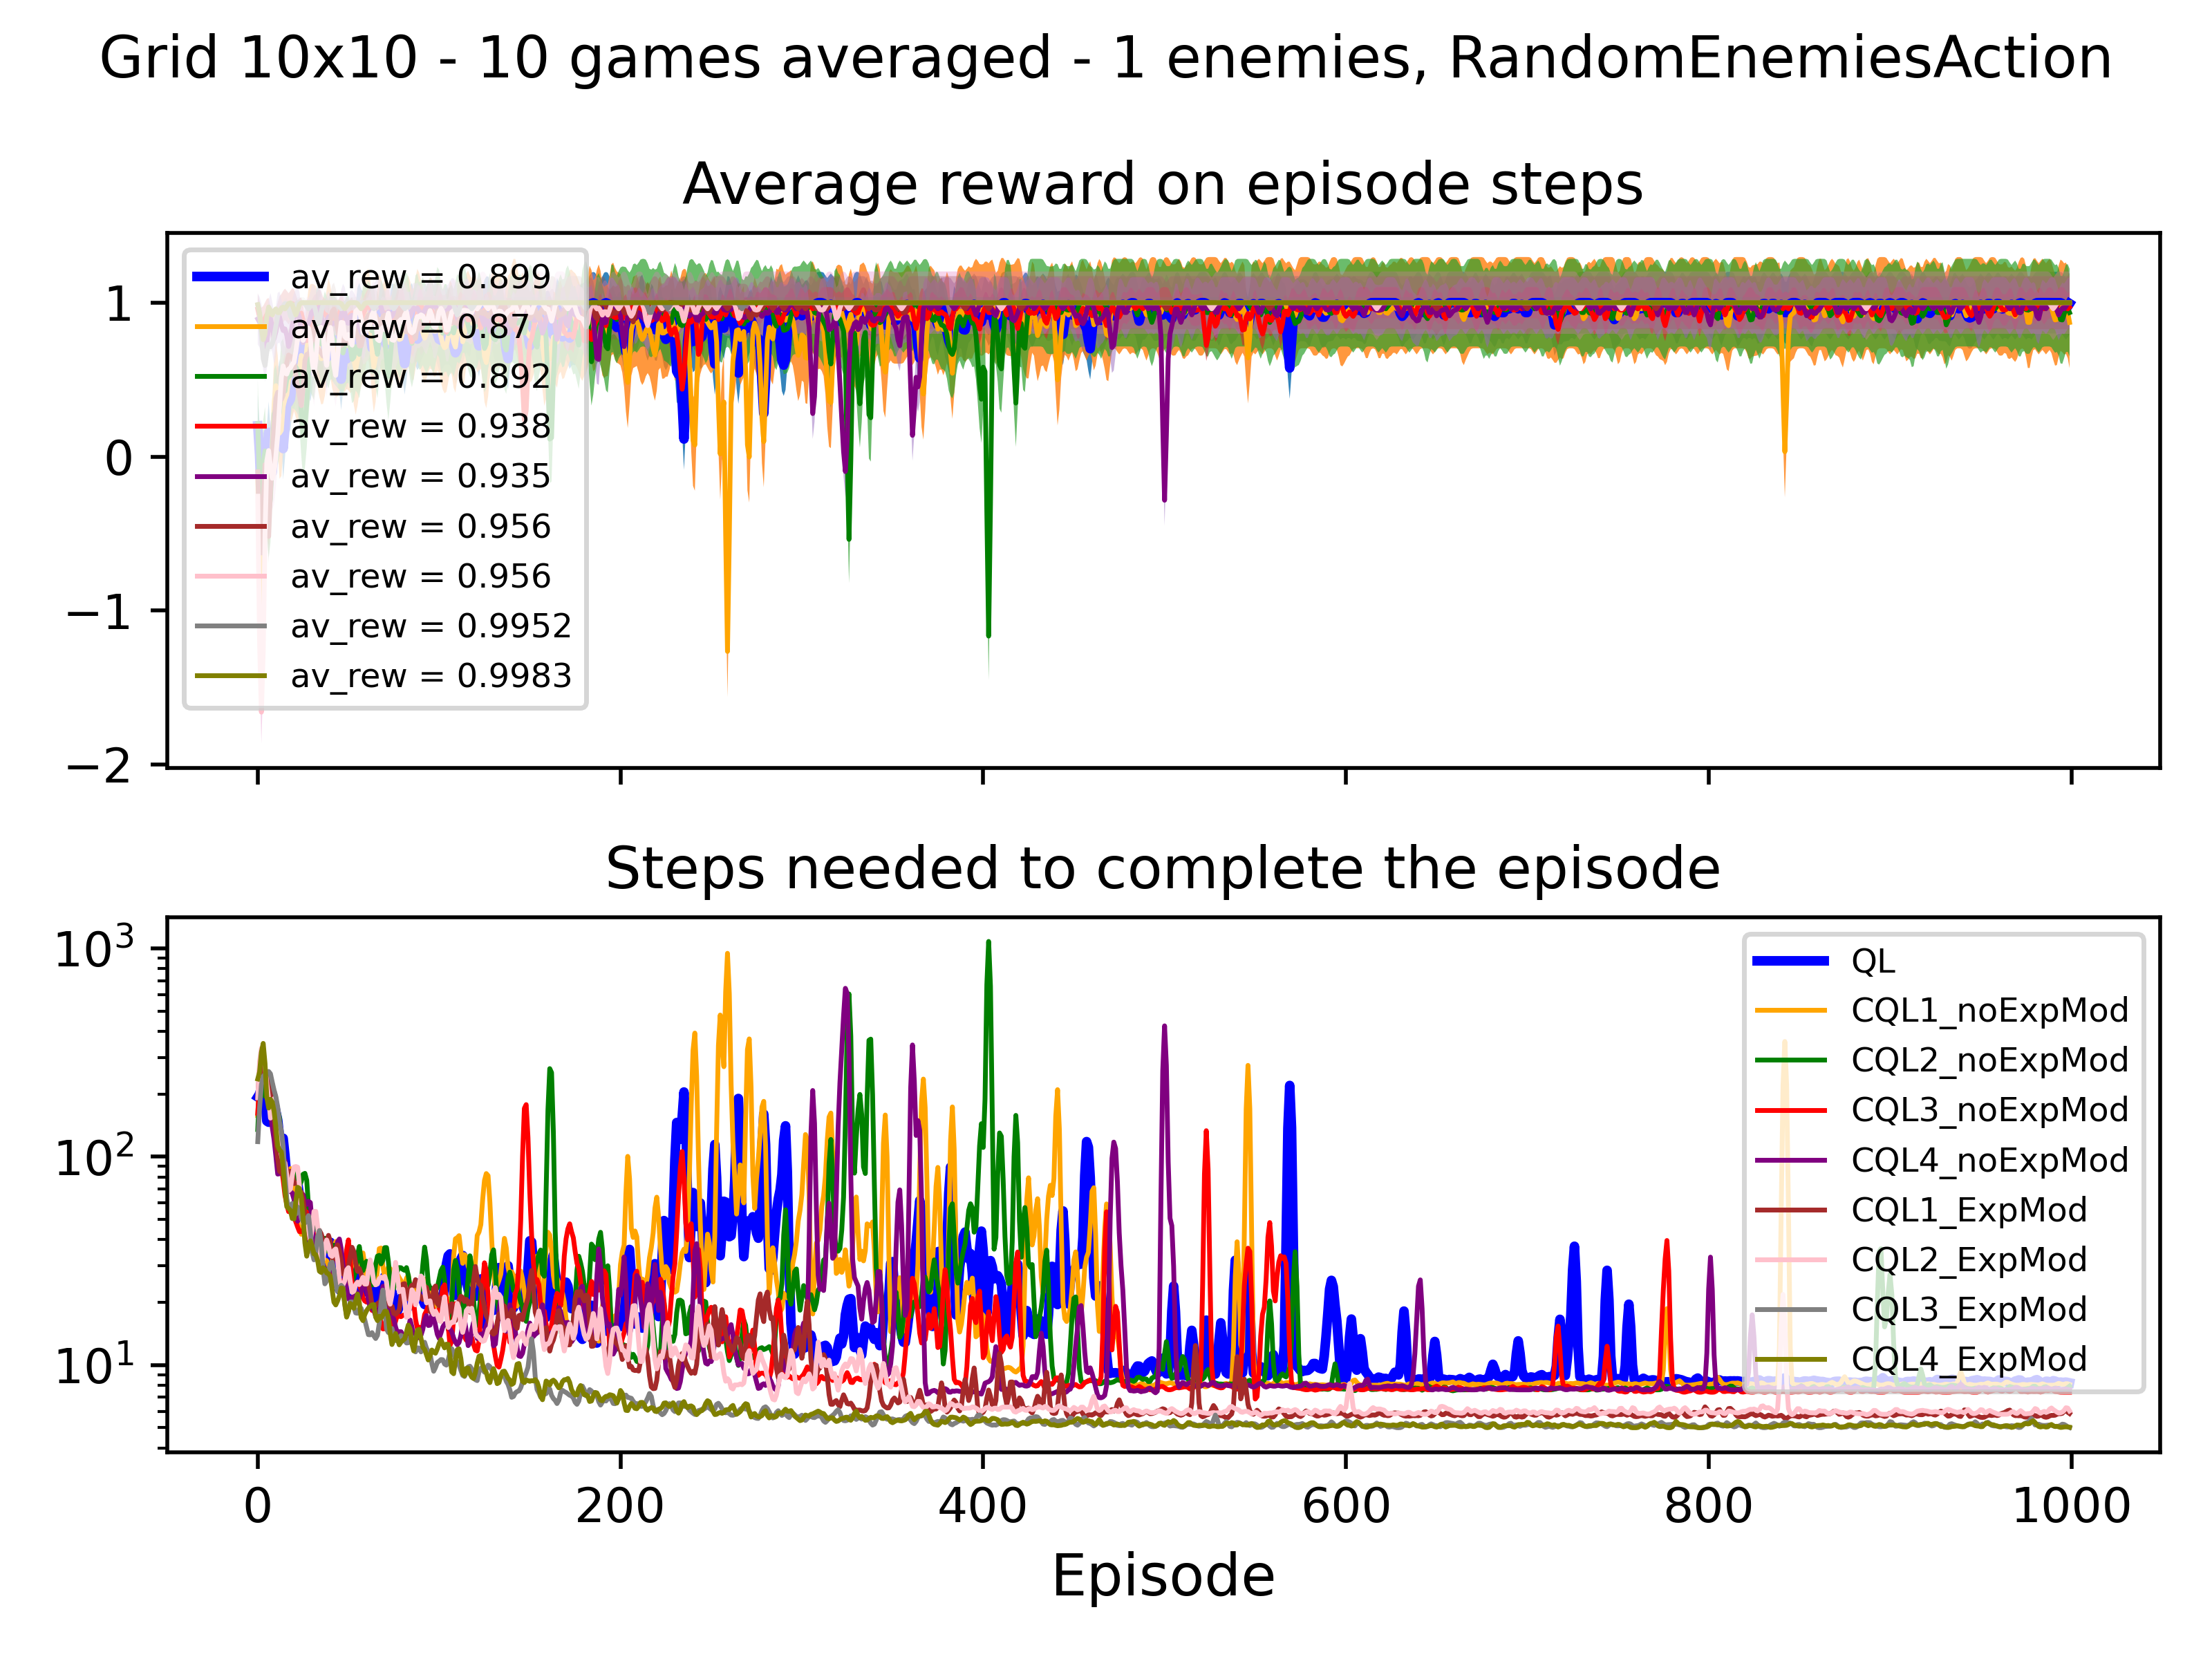 Grid 10x10 - 10 games averaged - 1 enemies, RandomEnemiesAction
Average reward on episode steps
1
0
−1
−2
av_rew = 0.899
av_rew = 0.87
av_rew = 0.892
av_rew = 0.938
av_rew = 0.935
av_rew = 0.956
av_rew = 0.956
av_rew = 0.9952
av_rew = 0.9983
Steps needed to complete the episode
10³
10²
10¹
QL
CQL1_noExpMod
CQL2_noExpMod
CQL3_noExpMod
CQL4_noExpMod
CQL1_ExpMod
CQL2_ExpMod
CQL3_ExpMod
CQL4_ExpMod
0 200 400 600 800 1000
Episode